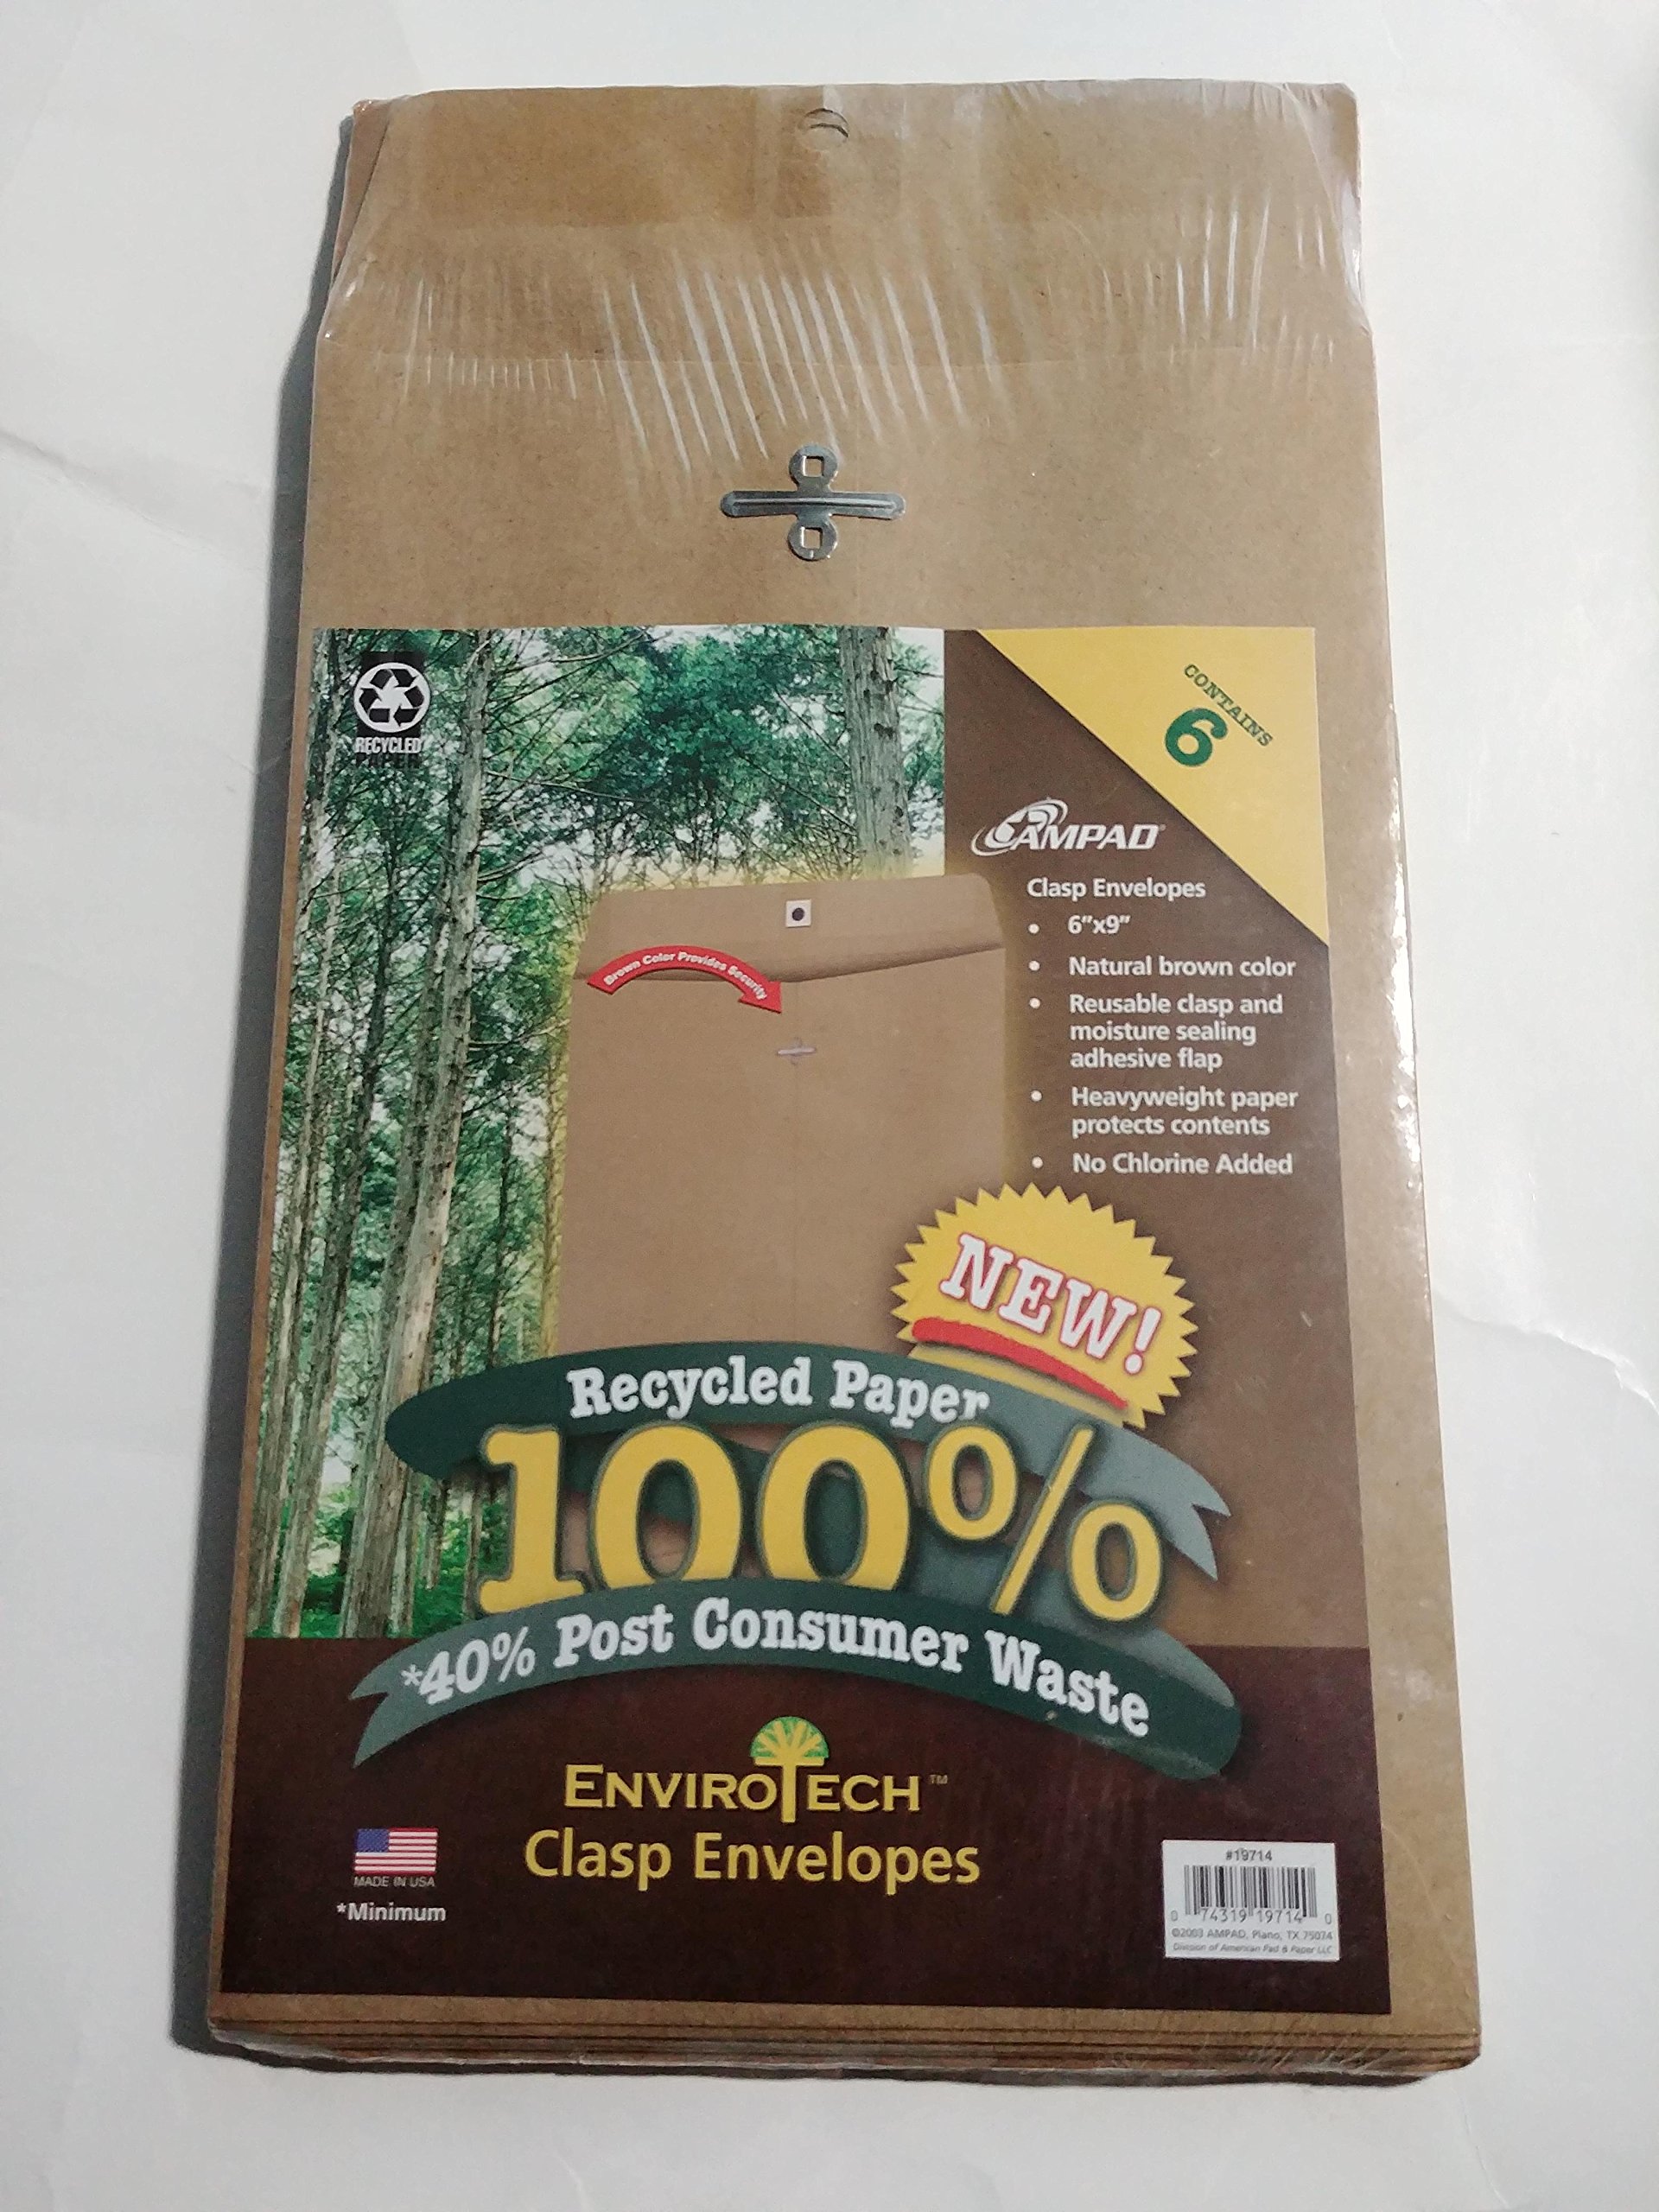 RECYCLED
PAPER
CONTAINS
6
AMPAD
Clasp Envelopes
• 6"x9"
• Natural brown color
• Reusable clasp and
moisture sealing
adhesive flap
• Heavyweight paper
protects contents
• No Chlorine Added
Brown Color Provides Security
NEW!
Recycled Paper
100%
*40% Post Consumer Waste
ENVIROTECH™
Clasp Envelopes
MADE IN USA
*Minimum
#19714
0 74319 19714 0
©2003 AMPAD, Plano, TX 75074
Division of American Pad & Paper LLC